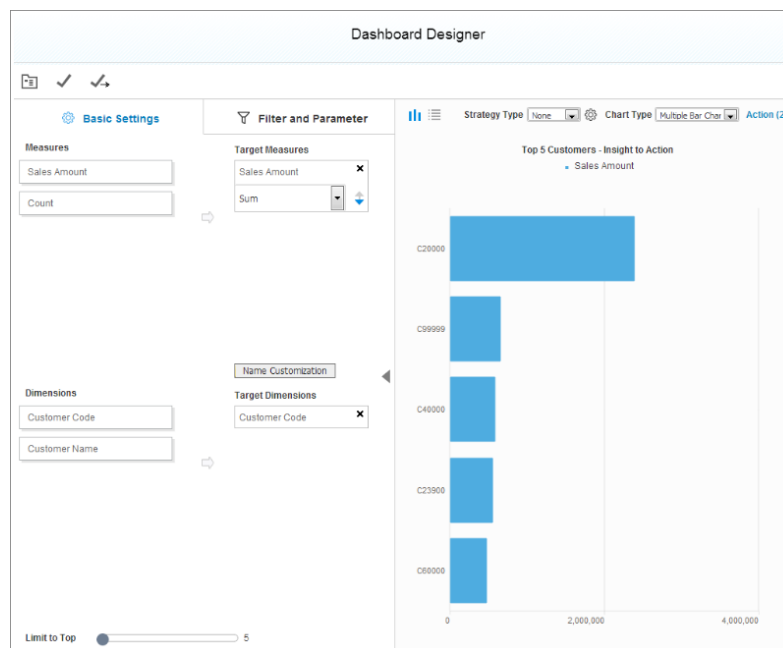 Dashboard Designer
Basic Settings
Filter and Parameter
Strategy Type None Chart Type Multiple Bar Char Action (2
Measures
Sales Amount
Count
Target Measures
Sales Amount
Sum
Name Customization
Dimensions
Customer Code
Customer Name
Target Dimensions
Customer Code
Limit to Top 5
Top 5 Customers - Insight to Action
Sales Amount
C20000
C99999
C40000
C23900
C60000
0 2,000,000 4,000,000